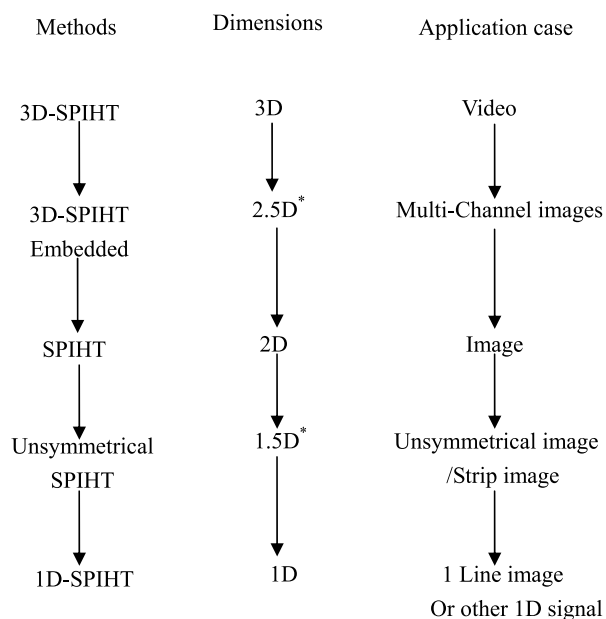 Methods Dimensions Application case
3D-SPIHT 3D Video
3D-SPIHT 2.5D* Multi-Channel images
Embedded
SPIHT 2D Image
Unsymmetrical 1.5D* Unsymmetrical image
SPIHT /Strip image
1D-SPIHT 1D 1 Line image
Or other 1D signal